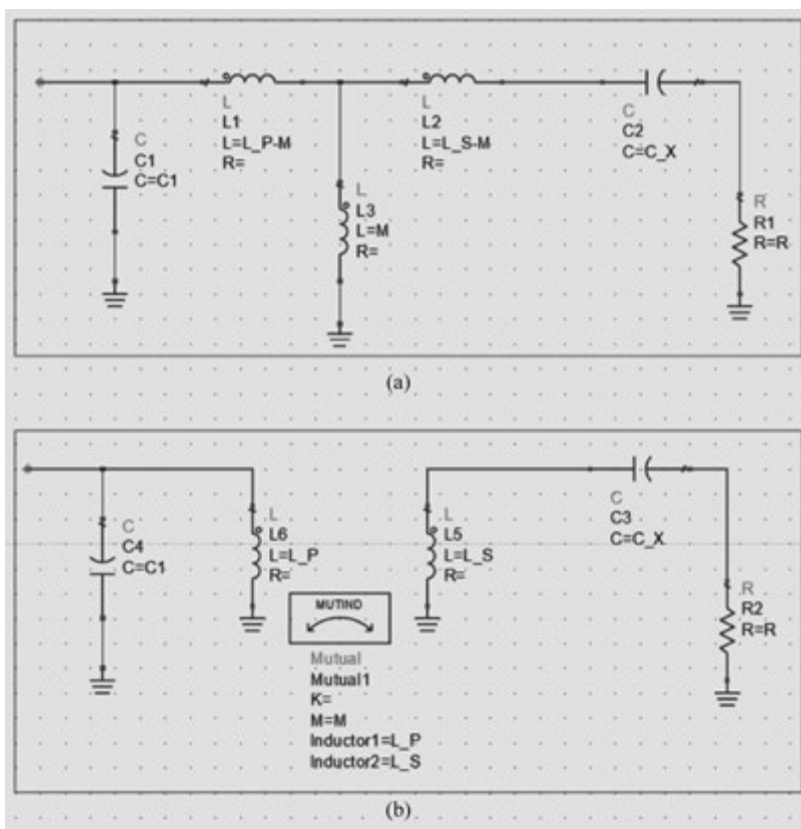 L
L1
L=L_P-M
R=
L
L2
L=L_S-M
R=
C
C2
C=C_X
C
C1
C=C1
L
L3
L=M
R=
R
R1
R=R
(a)
C
C4
C=C1
L
L6
L=L_P
R=
L
L5
L=L_S
R=
C
C3
C=C_X
R
R2
R=R
MUTIND
Mutual
Mutual1
K=
M=M
Inductor1=L_P
Inductor2=L_S
(b)